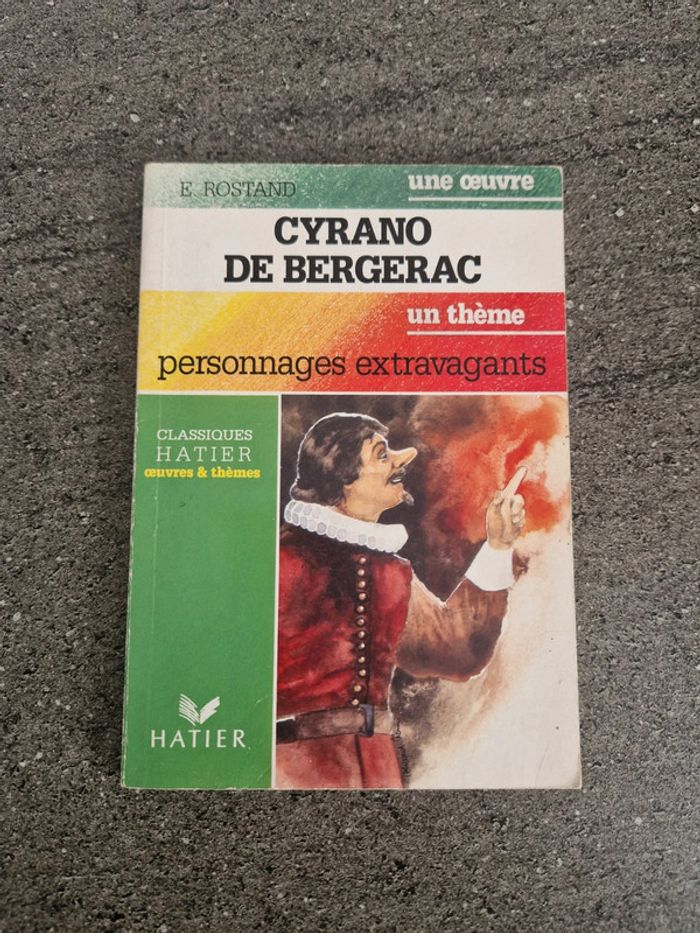 E. ROSTAND
une œuvre
CYRANO
DE BERGERAC
un thème
personnages extravagants
CLASSIQUES
HATIER
œuvres & thèmes
HATIER